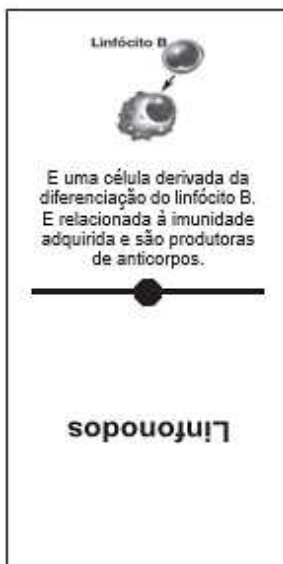 Linfócito B
E uma célula derivada da
diferenciação do linfócito B.
E relacionada à imunidade
adquirida e são produtoras
de anticorpos.
Linfonodos